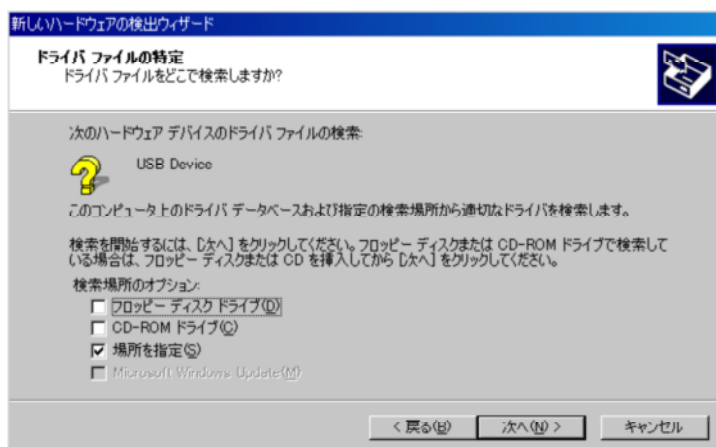 新しいハードウェアの検出ウィザード
ドライバ ファイルの特定
ドライバ ファイルをどこで検索しますか?
次のハードウェア デバイスのドライバ ファイルの検索:
USB Device
このコンピュータ上のドライバ データベースおよび指定の検索場所から適切なドライバを検索します。
検索を開始するには、[次へ] をクリックしてください。フロッピー ディスクまたは CD-ROM ドライブで検索して
いる場合は、フロッピー ディスクまたは CD を挿入してから [次へ] をクリックしてください。
検索場所のオプション:
フロッピー ディスク ドライブ(D)
CD-ROM ドライブ(C)
場所を指定(S)
Microsoft Windows Update(M)
< 戻る(B) 次へ(N) > キャンセル